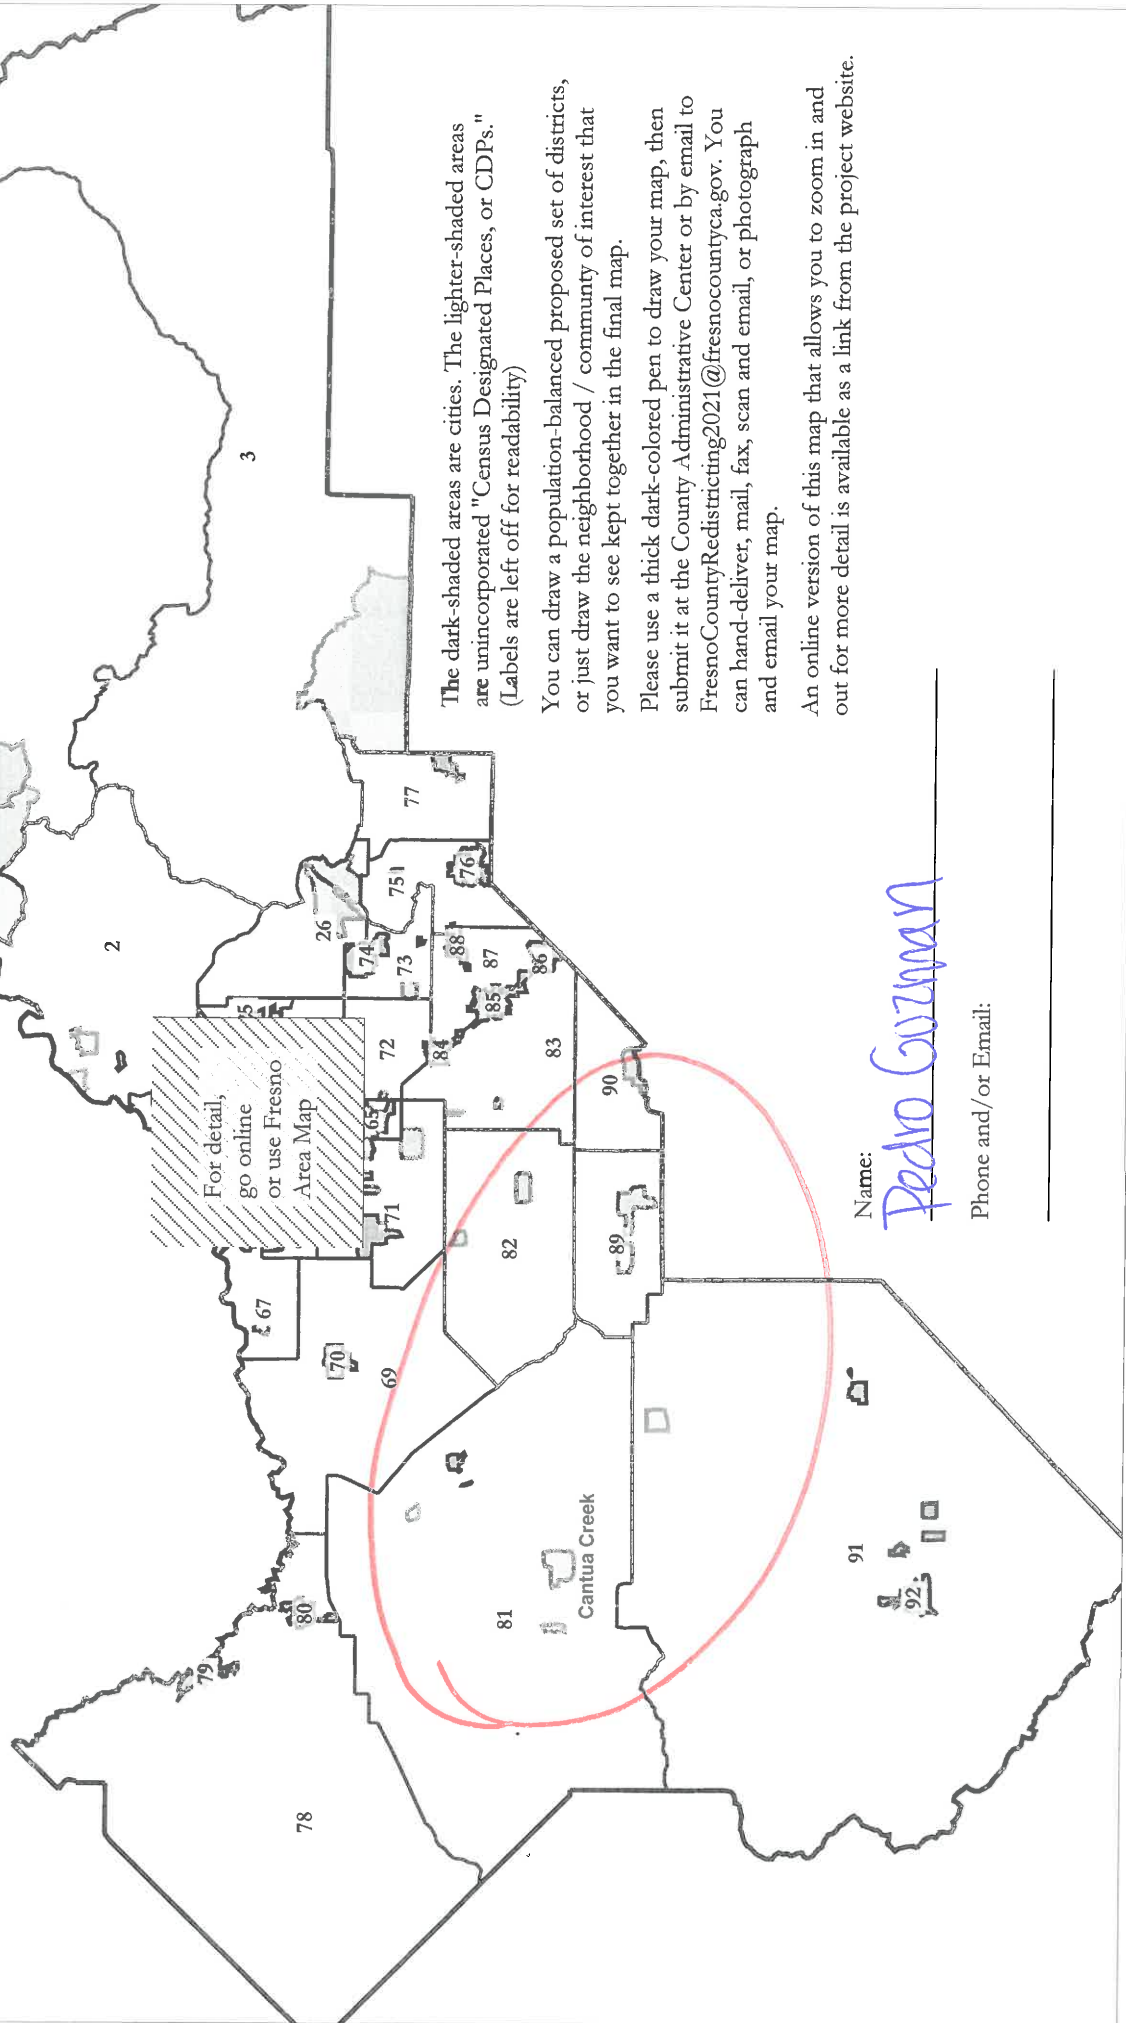 3
2
For detail,
go online
or use Fresno
Area Map
26
77
75
76
74
73
88
87
86
85
72
84
83
65
71
90
67
70
69
82
89
80
79
81
Cantua Creek
78
91
92
The dark-shaded areas are cities. The lighter-shaded areas
are unincorporated "Census Designated Places, or CDPs."
(Labels are left off for readability)
You can draw a population-balanced proposed set of districts,
or just draw the neighborhood / community of interest that
you want to see kept together in the final map.
Please use a thick dark-colored pen to draw your map, then
submit it at the County Administrative Center or by email to
FresnoCountyRedistricting2021@fresnocountyca.gov. You
can hand-deliver, mail, fax, scan and email, or photograph
and email your map.
An online version of this map that allows you to zoom in and
out for more detail is available as a link from the project website.
Name:
Pedro Guzman
Phone and/or Email: